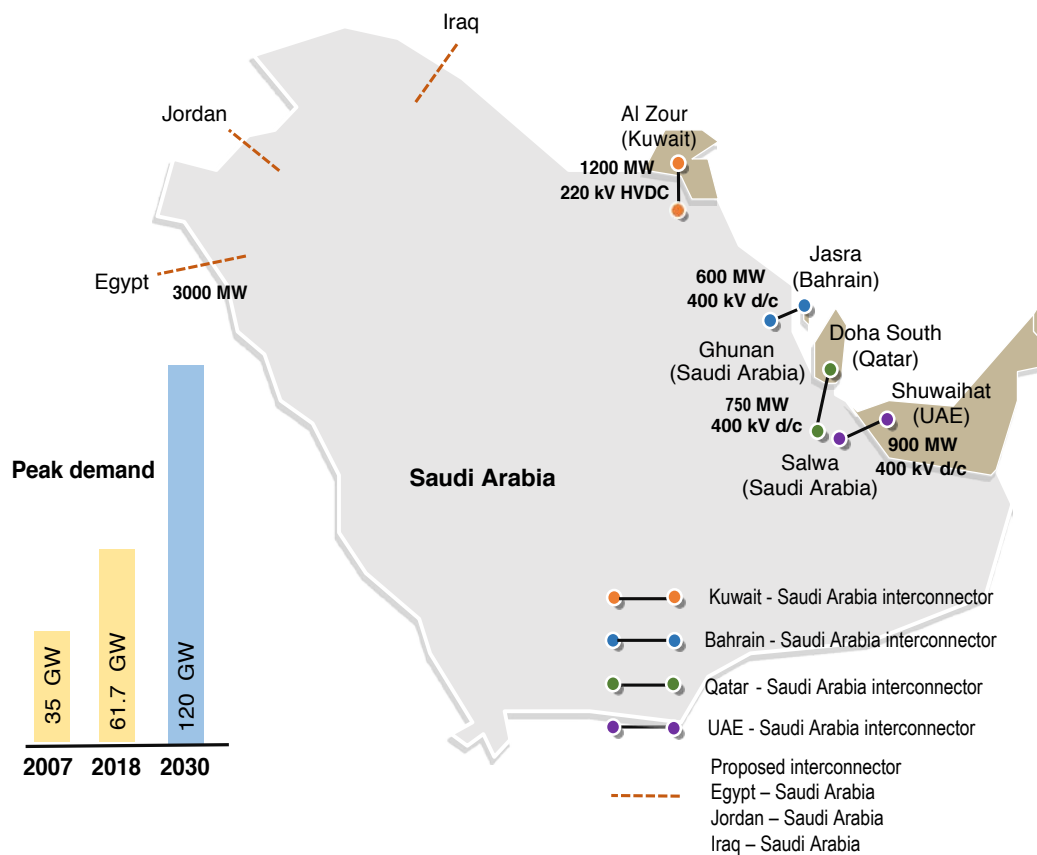 Iraq
Jordan
Al Zour
(Kuwait)
1200 MW
220 kV HVDC
Egypt
3000 MW
Jasra
(Bahrain)
600 MW
400 kV d/c
Ghunan
(Saudi Arabia)
Doha South
(Qatar)
750 MW
400 kV d/c
Shuwaihat
(UAE)
900 MW
400 kV d/c
Salwa
(Saudi Arabia)
Saudi Arabia
Peak demand
35 GW
61.7 GW
120 GW
2007 2018 2030
Kuwait - Saudi Arabia interconnector
Bahrain - Saudi Arabia interconnector
Qatar - Saudi Arabia interconnector
UAE - Saudi Arabia interconnector
Proposed interconnector
Egypt – Saudi Arabia
Jordan – Saudi Arabia
Iraq – Saudi Arabia